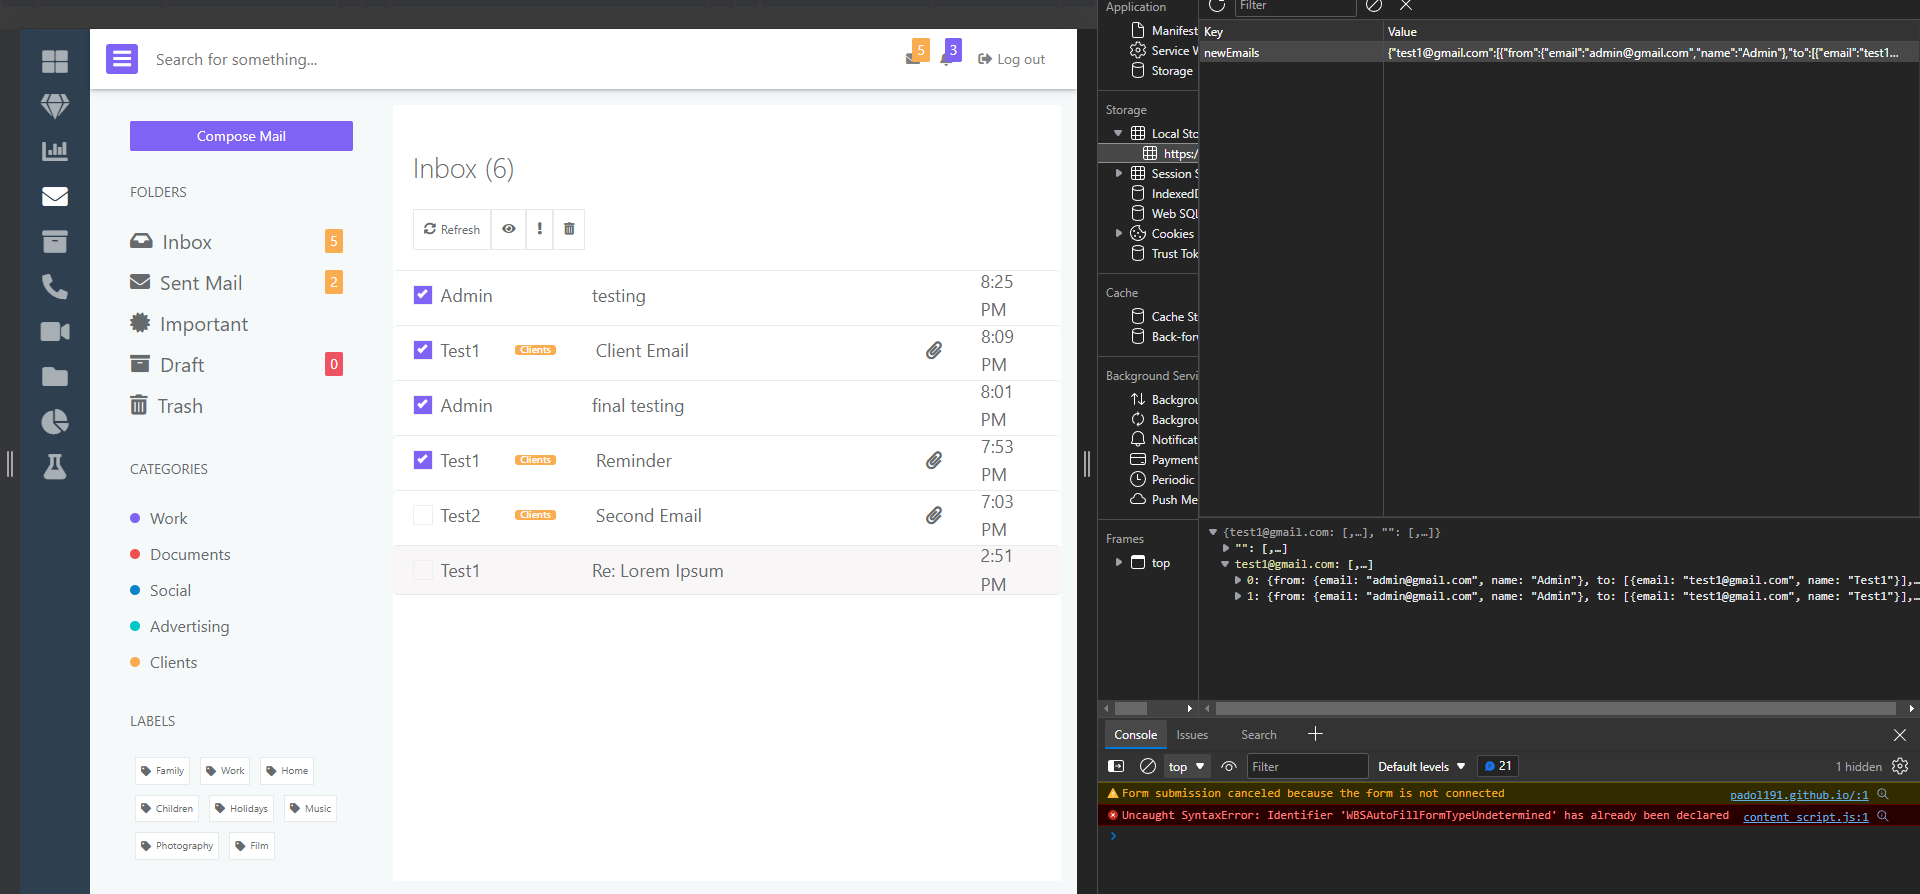 Search for something...
5
3
Log out
Compose Mail
FOLDERS
Inbox 5
Sent Mail 2
Important
Draft 0
Trash
CATEGORIES
Work
Documents
Social
Advertising
Clients
LABELS
Family Work Home
Children Holidays Music
Photography Film
Inbox (6)
Refresh
Admin testing 8:25 PM
Test1 Clients Client Email 8:09 PM
Admin final testing 8:01 PM
Test1 Clients Reminder 7:53 PM
Test2 Clients Second Email 7:03 PM
Test1 Re: Lorem Ipsum 2:51 PM
Application
Manifest
Service W
Storage
Storage
Local Sto
https:/
Session S
IndexedD
Web SQL
Cookies
Trust Tok
Cache
Cache St
Back-for
Background Servi
Backgrou
Backgrou
Notificat
Payment
Periodic
Push Me
Frames
top
Filter
Key Value
newEmails {"test1@gmail.com":[{"from":{"email":"admin@gmail.com","name":"Admin"},"to":[{"email":"test1...
{test1@gmail.com: [,…], "": [,…]}
"": [,…]
test1@gmail.com: [,…]
0: {from: {email: "admin@gmail.com", name: "Admin"}, to: [{email: "test1@gmail.com", name: "Test1"}],…
1: {from: {email: "admin@gmail.com", name: "Admin"}, to: [{email: "test1@gmail.com", name: "Test1"}],…
Console Issues Search
top Filter Default levels 21 1 hidden
Form submission canceled because the form is not connected padol191.github.io/:1
Uncaught SyntaxError: Identifier 'WBSAutoFillFormTypeUndetermined' has already been declared content script.js:1